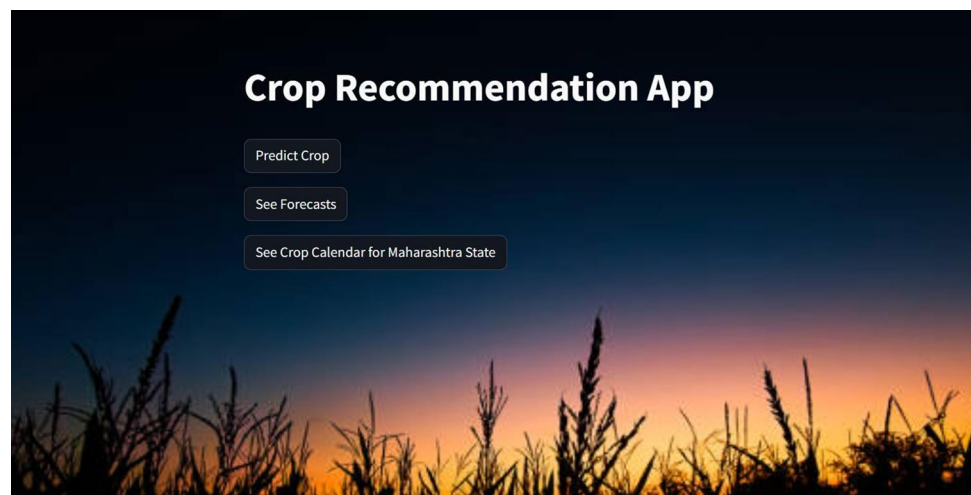 Crop Recommendation App
Predict Crop
See Forecasts
See Crop Calendar for Maharashtra State